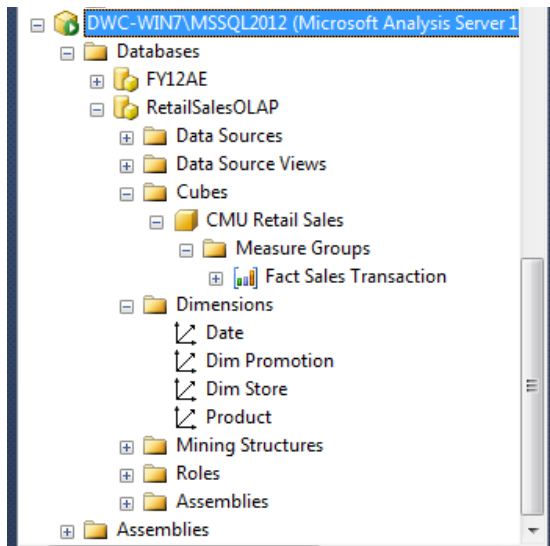 DWC-WIN7\MSSQL2012 (Microsoft Analysis Server 1
Databases
FY12AE
RetailSalesOLAP
Data Sources
Data Source Views
Cubes
CMU Retail Sales
Measure Groups
Fact Sales Transaction
Dimensions
Date
Dim Promotion
Dim Store
Product
Mining Structures
Roles
Assemblies
Assemblies